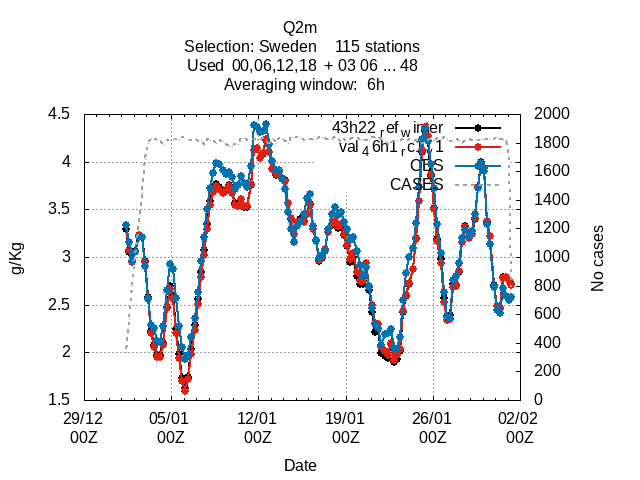 Q2m
Selection: Sweden 115 stations
Used 00,06,12,18 + 03 06 ... 48
Averaging window: 6h
4.5
4
3.5
3
2.5
2
1.5
2000
1800
1600
1400
1200
1000
800
600
400
200
0
g/Kg
No cases
43h22_ref_winter
OBS
CASES
29/12 05/01 12/01 19/01 26/01 02/02
00Z 00Z 00Z 00Z 00Z 00Z
Date